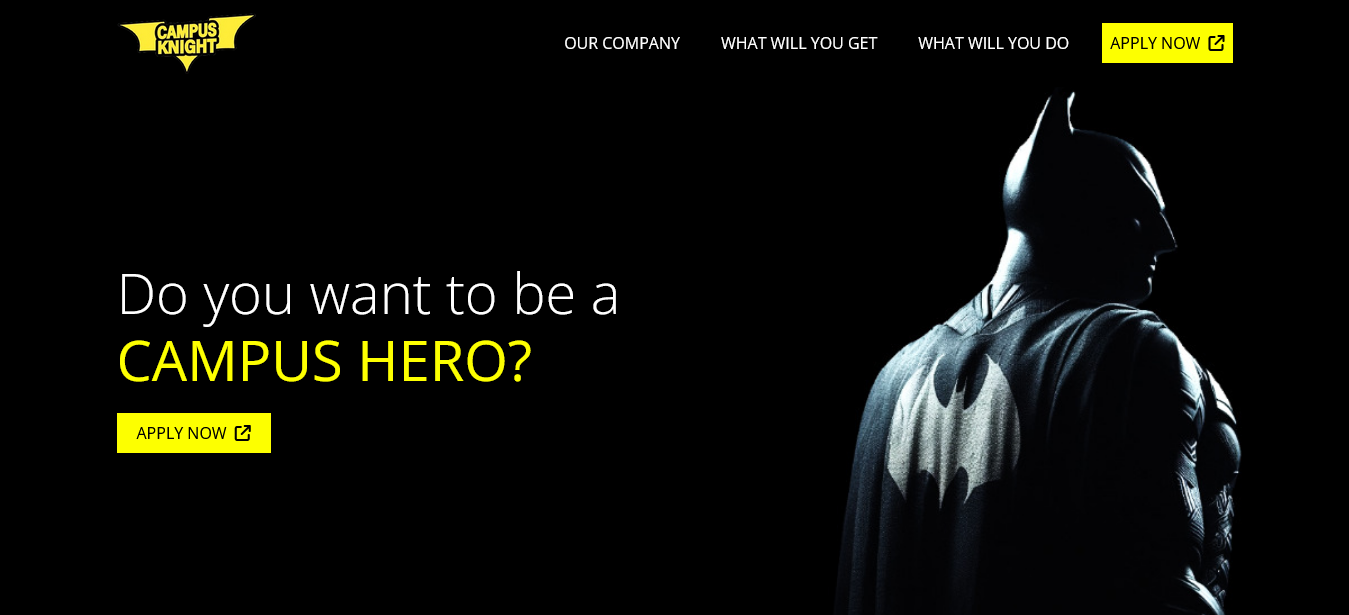 CAMPUS
KNIGHT
OUR COMPANY
WHAT WILL YOU GET
WHAT WILL YOU DO
APPLY NOW
Do you want to be a
CAMPUS HERO?
APPLY NOW